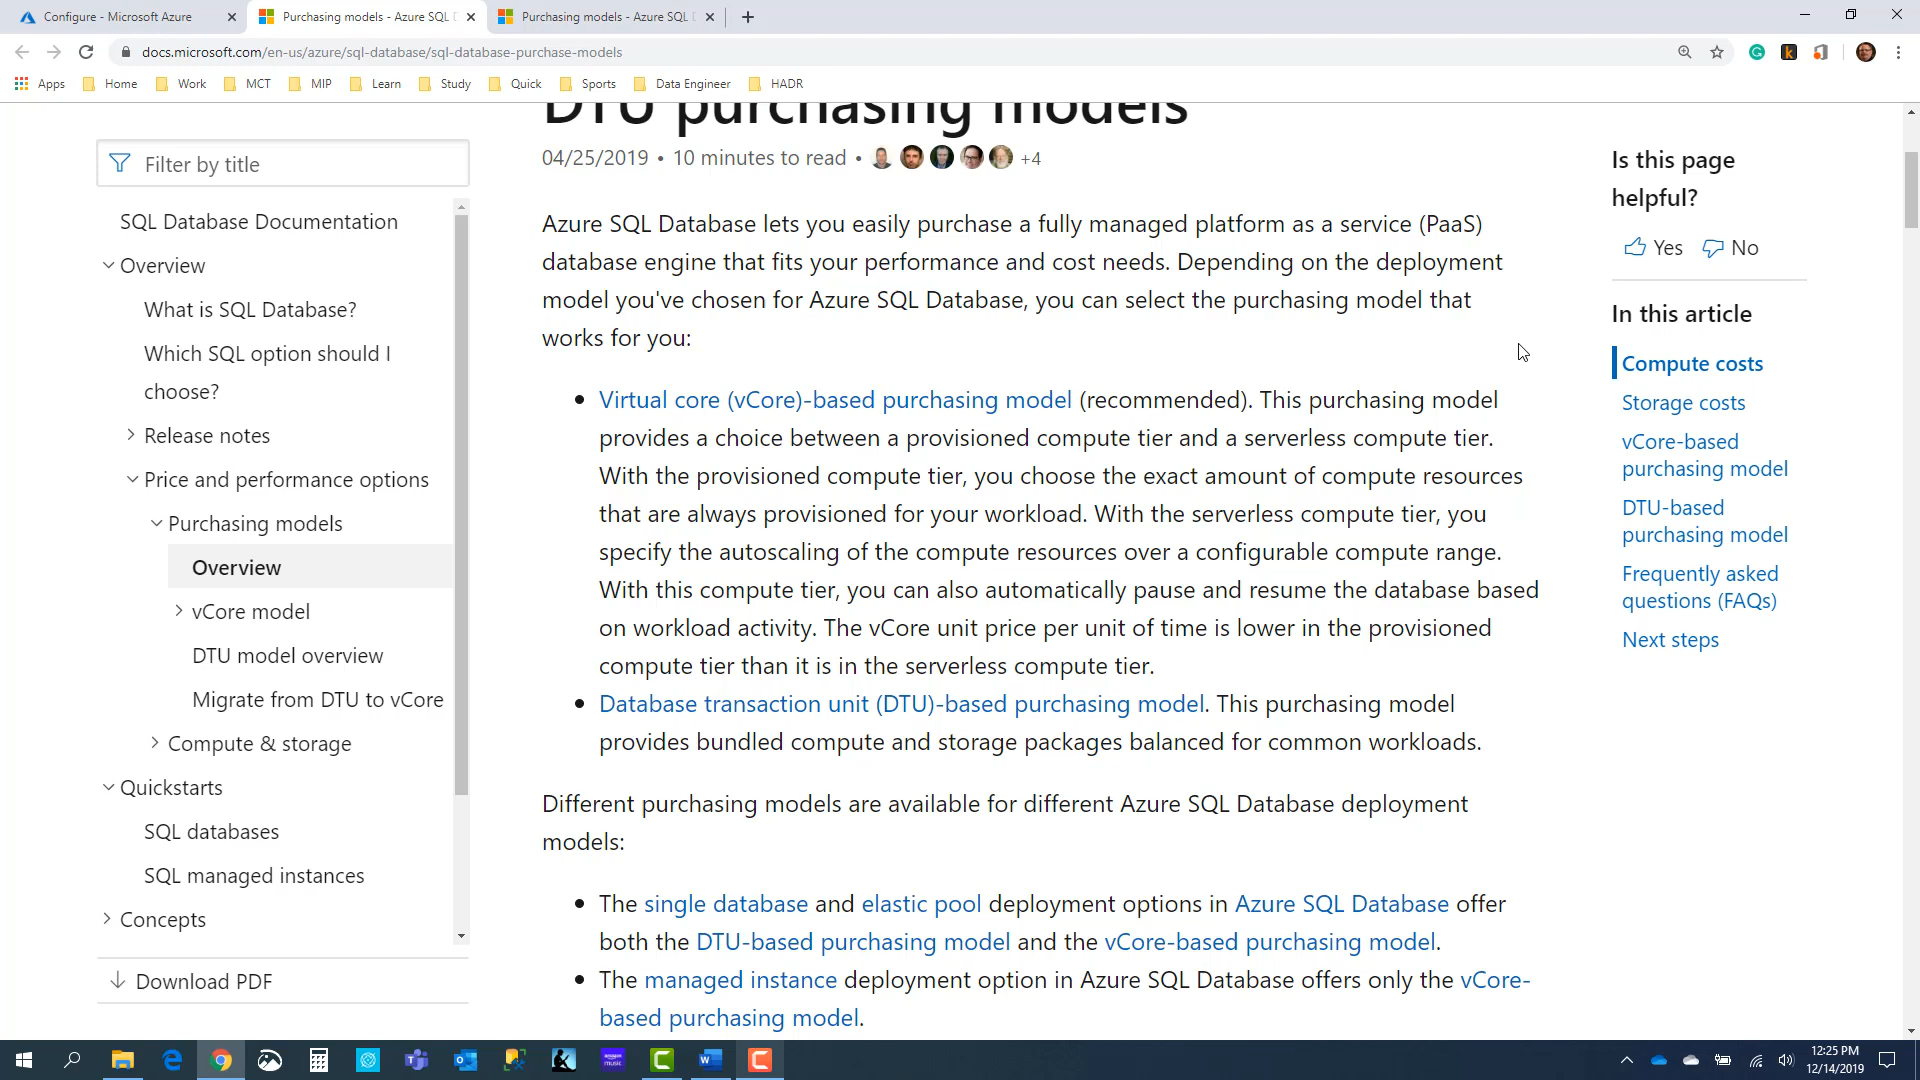 Configure - Microsoft Azure
Purchasing models - Azure SQL D
Purchasing models - Azure SQL D
docs.microsoft.com/en-us/azure/sql-database/sql-database-purchase-models
Apps
Home
Work
MCT
MIP
Learn
Study
Quick
Sports
Data Engineer
HADR
DTU purchasing models
04/25/2019 • 10 minutes to read •
+4
Filter by title
SQL Database Documentation
Overview
What is SQL Database?
Which SQL option should I
choose?
Release notes
Price and performance options
Purchasing models
Overview
vCore model
DTU model overview
Migrate from DTU to vCore
Compute & storage
Quickstarts
SQL databases
SQL managed instances
Concepts
Download PDF
Azure SQL Database lets you easily purchase a fully managed platform as a service (PaaS)
database engine that fits your performance and cost needs. Depending on the deployment
model you've chosen for Azure SQL Database, you can select the purchasing model that
works for you:
• Virtual core (vCore)-based purchasing model (recommended). This purchasing model
provides a choice between a provisioned compute tier and a serverless compute tier.
With the provisioned compute tier, you choose the exact amount of compute resources
that are always provisioned for your workload. With the serverless compute tier, you
specify the autoscaling of the compute resources over a configurable compute range.
With this compute tier, you can also automatically pause and resume the database based
on workload activity. The vCore unit price per unit of time is lower in the provisioned
compute tier than it is in the serverless compute tier.
• Database transaction unit (DTU)-based purchasing model. This purchasing model
provides bundled compute and storage packages balanced for common workloads.
Different purchasing models are available for different Azure SQL Database deployment
models:
• The single database and elastic pool deployment options in Azure SQL Database offer
both the DTU-based purchasing model and the vCore-based purchasing model.
• The managed instance deployment option in Azure SQL Database offers only the vCore-
based purchasing model.
Is this page
helpful?
Yes
No
In this article
Compute costs
Storage costs
vCore-based
purchasing model
DTU-based
purchasing model
Frequently asked
questions (FAQs)
Next steps
12:25 PM
12/14/2019